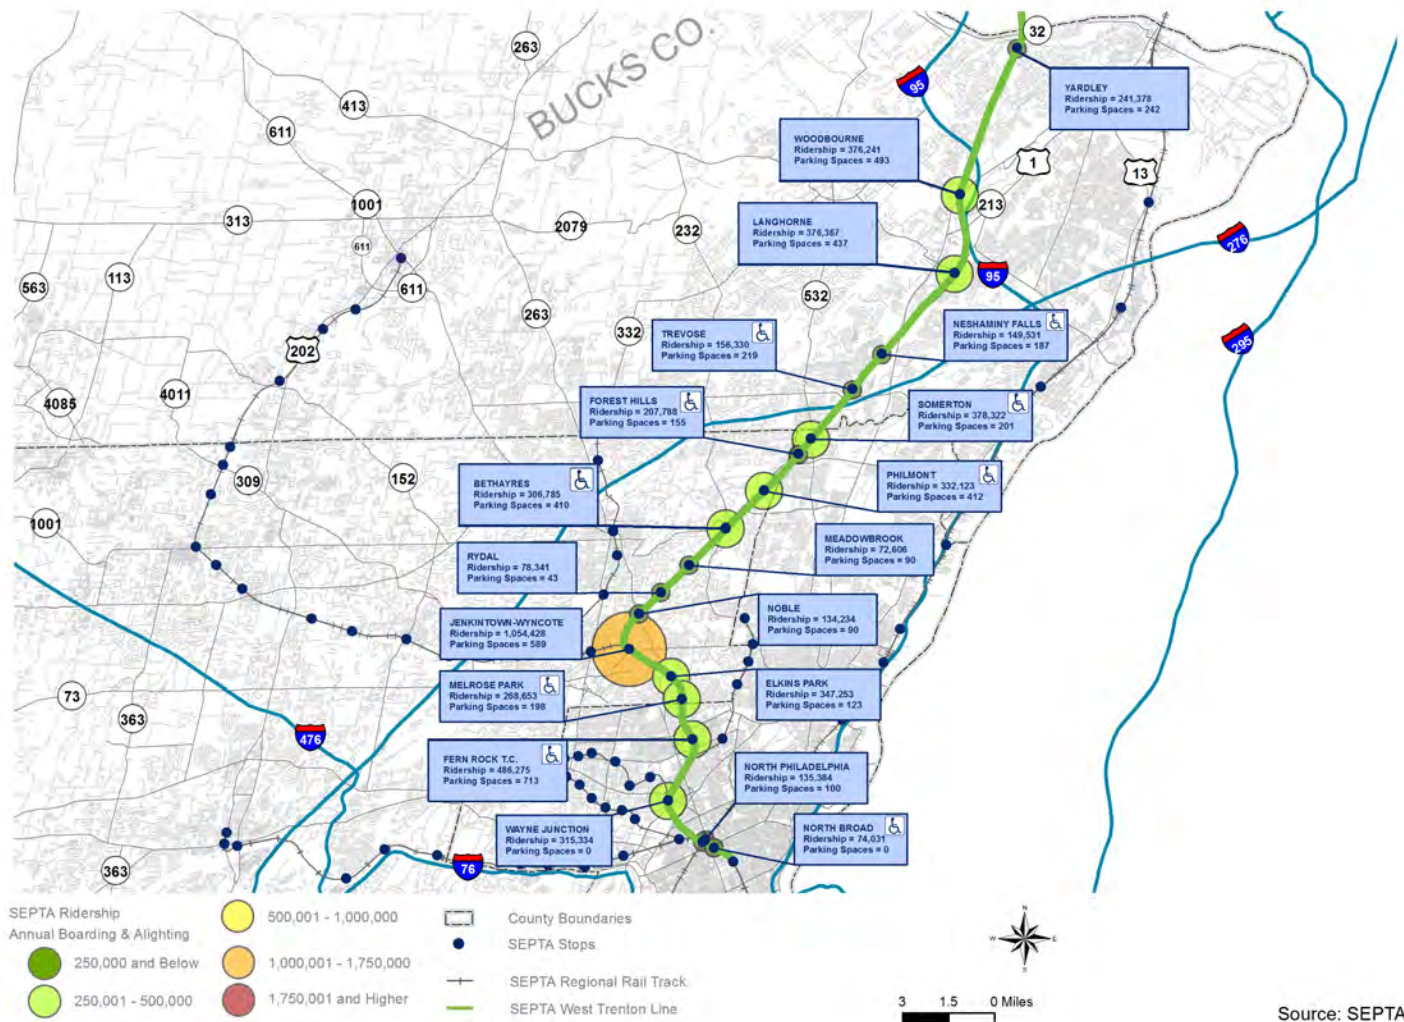 BUCKS CO.
32
263
95
413
611
1
13
1001
313
2079
213
232
276
611
563
113
95
611
532
263
332
295
202
4085
4011
309
152
1001
73
363
476
363
76
YARDLEY
Ridership = 241,378
Parking Spaces = 242
WOODBOURNE
Ridership = 376,241
Parking Spaces = 493
LANGHORNE
Ridership = 376,367
Parking Spaces = 437
NESHAMINY FALLS
Ridership = 149,531
Parking Spaces = 187
TREVOSE
Ridership = 156,330
Parking Spaces = 219
FOREST HILLS
Ridership = 207,788
Parking Spaces = 155
SOMERTON
Ridership = 378,322
Parking Spaces = 201
BETHAYRES
Ridership = 306,785
Parking Spaces = 410
PHILMONT
Ridership = 332,123
Parking Spaces = 412
MEADOWBROOK
Ridership = 72,606
Parking Spaces = 90
RYDAL
Ridership = 78,341
Parking Spaces = 43
NOBLE
Ridership = 134,234
Parking Spaces = 90
JENKINTOWN-WYNCOTE
Ridership = 1,054,428
Parking Spaces = 589
MELROSE PARK
Ridership = 268,653
Parking Spaces = 198
ELKINS PARK
Ridership = 347,253
Parking Spaces = 123
FERN ROCK T.C.
Ridership = 486,275
Parking Spaces = 713
NORTH PHILADELPHIA
Ridership = 135,384
Parking Spaces = 100
WAYNE JUNCTION
Ridership = 315,334
Parking Spaces = 0
NORTH BROAD
Ridership = 74,031
Parking Spaces = 0
SEPTA Ridership
Annual Boarding & Alighting
250,000 and Below
250,001 - 500,000
500,001 - 1,000,000
1,000,001 - 1,750,000
1,750,001 and Higher
County Boundaries
SEPTA Stops
SEPTA Regional Rail Track
SEPTA West Trenton Line
N
W
E
S
3 1.5 0 Miles
Source: SEPTA